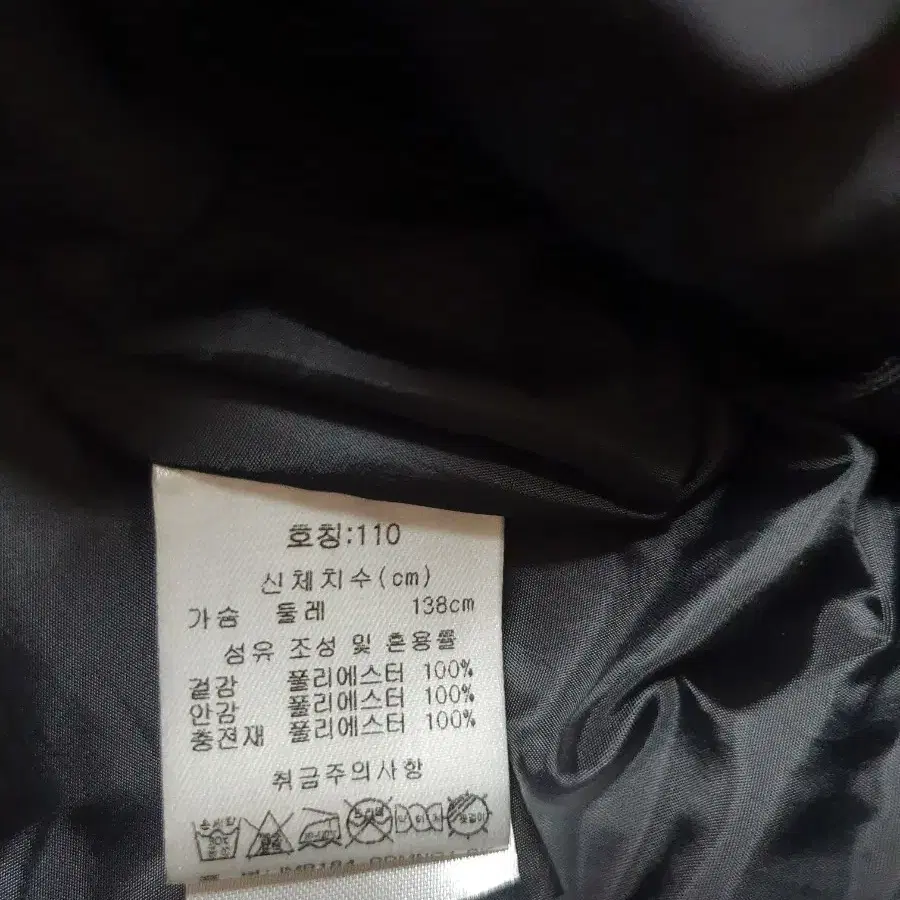 호칭:110
신체치수(cm)
가슴 둘레 138cm
섬유 조성 및 혼용률
겉감 폴리에스터 100%
안감 폴리에스터 100%
충전재 폴리에스터 100%
취급주의사항